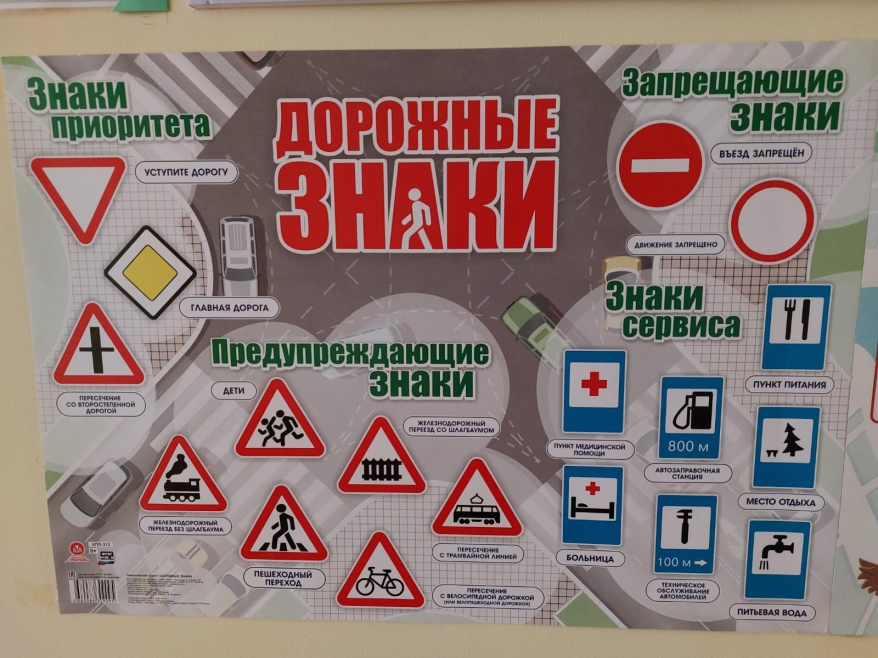 ДОРОЖНЫЕ
ЗНАКИ
Знаки
приоритета
УСТУПИТЕ ДОРОГУ
ГЛАВНАЯ ДОРОГА
ПЕРЕСЕЧЕНИЕ
СО ВТОРОСТЕПЕННОЙ
ДОРОГОЙ
Запрещающие
знаки
ВЪЕЗД ЗАПРЕЩЁН
ДВИЖЕНИЕ ЗАПРЕЩЕНО
Предупреждающие
знаки
ДЕТИ
ЖЕЛЕЗНОДОРОЖНЫЙ
ПЕРЕЕЗД СО ШЛАГБАУМОМ
ЖЕЛЕЗНОДОРОЖНЫЙ
ПЕРЕЕЗД БЕЗ ШЛАГБАУМА
ПЕШЕХОДНЫЙ
ПЕРЕХОД
ПЕРЕСЕЧЕНИЕ
С ТРАМВАЙНОЙ ЛИНИЕЙ
ПЕРЕСЕЧЕНИЕ
С ВЕЛОСИПЕДНОЙ ДОРОЖКОЙ
(ИЛИ ВЕЛОПЕШЕХОДНОЙ ДОРОЖКОЙ)
Знаки
сервиса
ПУНКТ ПИТАНИЯ
ПУНКТ МЕДИЦИНСКОЙ
ПОМОЩИ
800 м
АВТОЗАПРАВОЧНАЯ
СТАНЦИЯ
МЕСТО ОТДЫХА
БОЛЬНИЦА
100 м
ТЕХНИЧЕСКОЕ
ОБСЛУЖИВАНИЕ
АВТОМОБИЛЕЙ
ПИТЬЕВАЯ ВОДА
КПЛ-313
0+